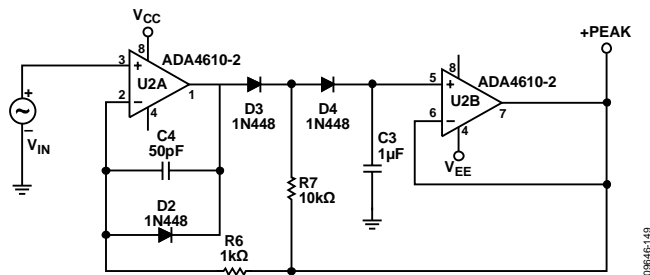 VCC
+PEAK
8
ADA4610-2
3
+
U2A
2
−
1
4
D3
1N448
D4
1N448
8
ADA4610-2
5
+
U2B
6
−
7
4
VEE
+
−
VIN
C4
50pF
C3
1µF
D2
1N448
R7
10kΩ
R6
1kΩ
09646-149